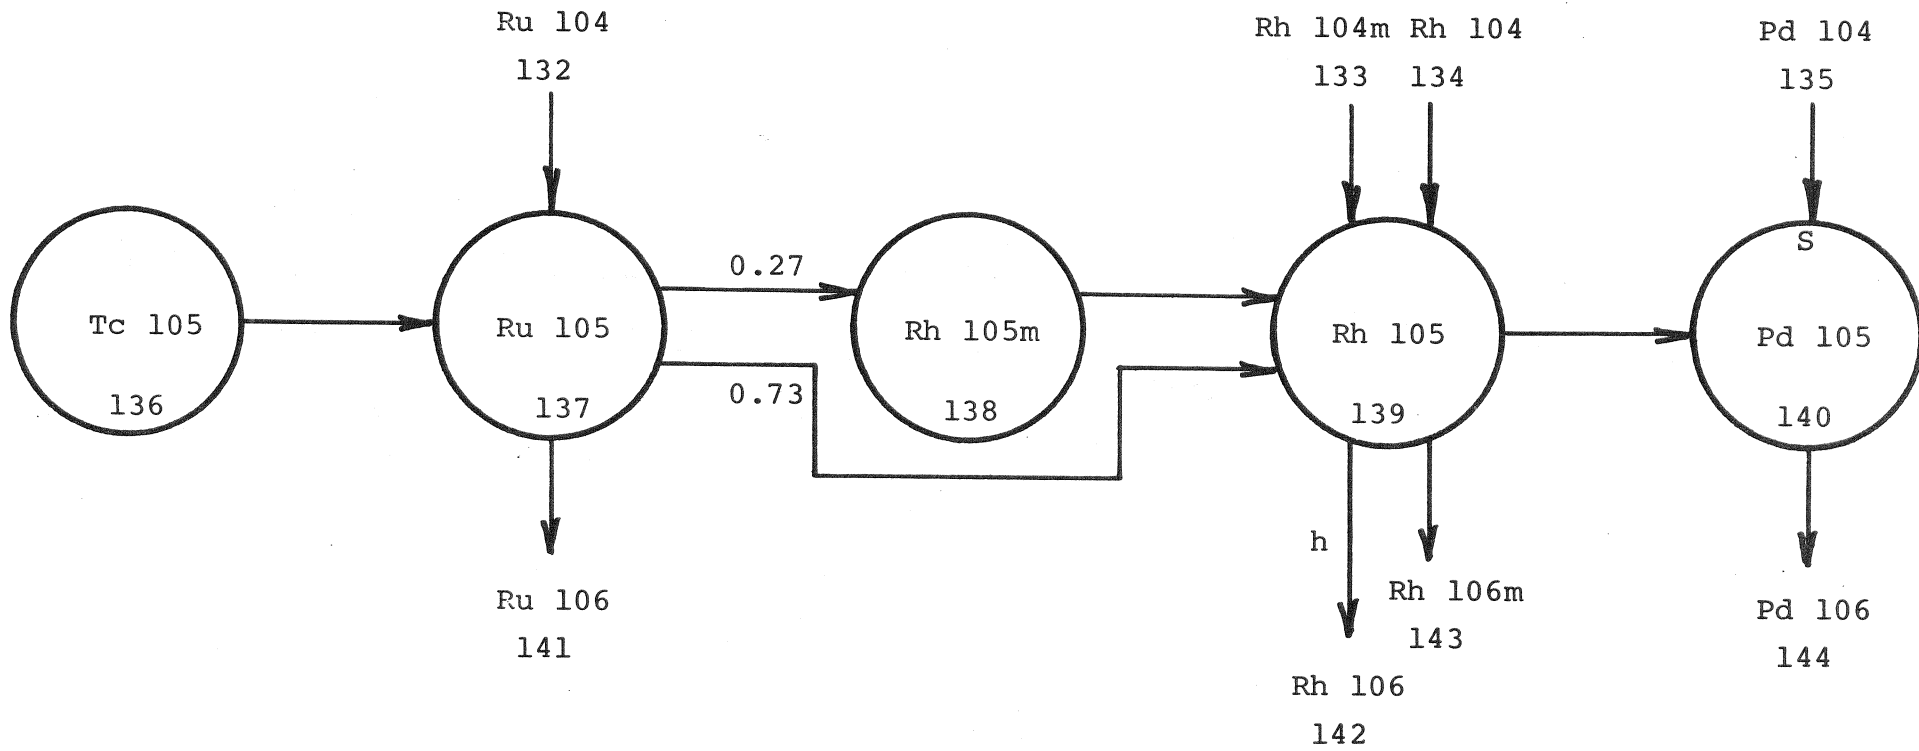 Ru 104
132
Rh 104m Rh 104
133 134
Pd 104
135
S
0.27
Tc 105
Ru 105
Rh 105m
Rh 105
Pd 105
0.73
136
137
138
139
140
h
Ru 106
141
Rh 106m
143
Pd 106
144
Rh 106
142